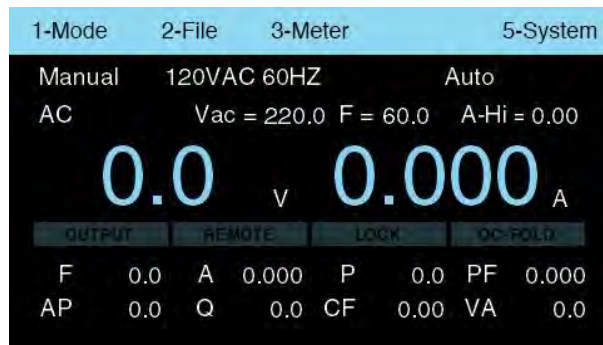 1-Mode 2-File 3-Meter 5-System
Manual 120VAC 60HZ Auto
AC Vac = 220.0 F = 60.0 A-Hi = 0.00
0.0 V 0.000 A
OUTPUT REMOTE LOCK OC-FOLD
F 0.0 A 0.000 P 0.0 PF 0.000
AP 0.0 Q 0.0 CF 0.00 VA 0.0